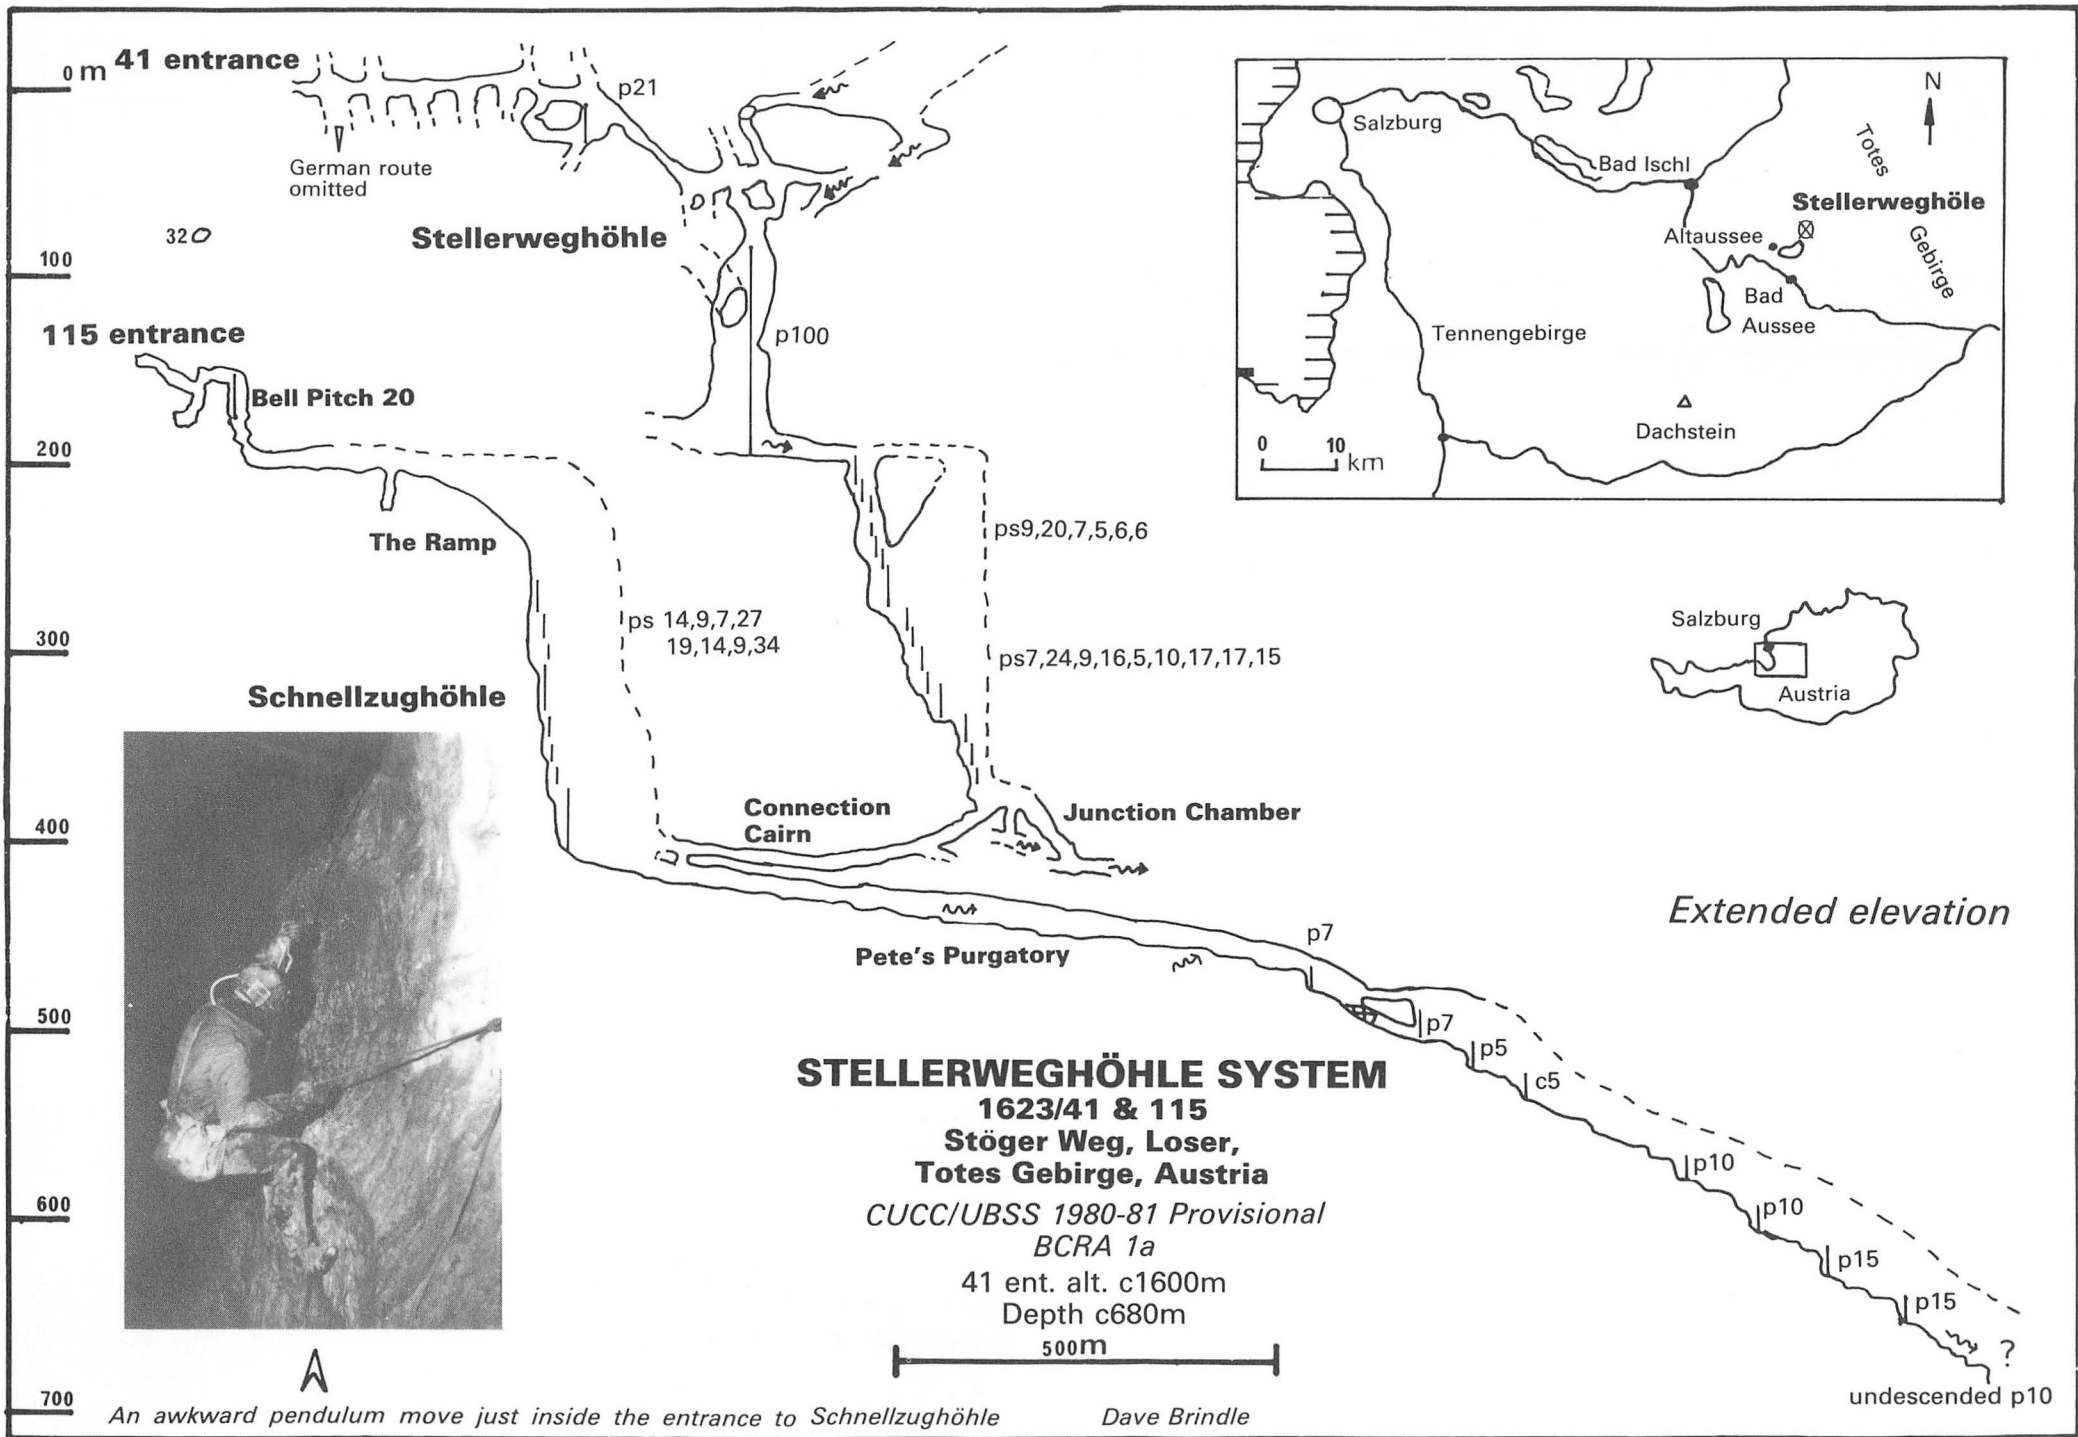 0 m
41 entrance
p21
German route
omitted
32
Stellerweghöhle
100
115 entrance
p100
Bell Pitch 20
200
The Ramp
ps9,20,7,5,6,6
ps 14,9,7,27
19,14,9,34
300
ps7,24,9,16,5,10,17,17,15
Schnellzughöhle
Connection
Cairn
Junction Chamber
400
Pete's Purgatory
p7
500
p7
p5
c5
p10
p10
p15
p15
?
undescended p10
600
700
N
Salzburg
Totes
Bad Ischl
Stellerweghöle
Altaussee
Gebirge
Bad
Aussee
Tennengebirge
Dachstein
0 10
km
Salzburg
Austria
Extended elevation
STELLERWEGHÖHLE SYSTEM
1623/41 & 115
Stöger Weg, Loser,
Totes Gebirge, Austria
CUCC/UBSS 1980-81 Provisional
BCRA 1a
41 ent. alt. c1600m
Depth c680m
500m
An awkward pendulum move just inside the entrance to Schnellzughöhle Dave Brindle